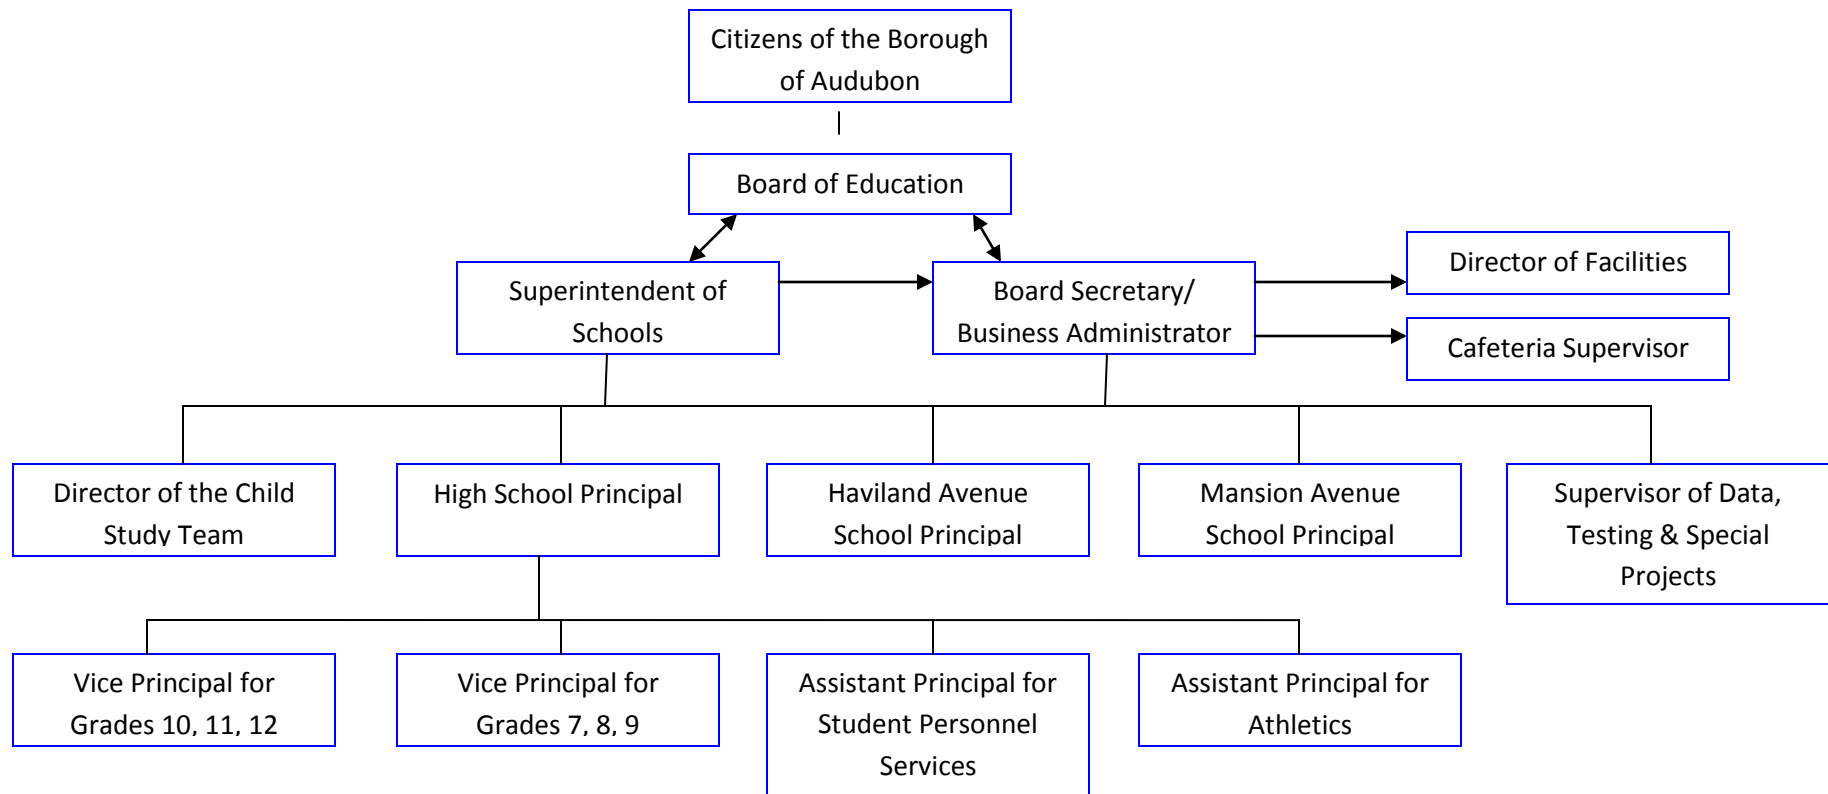 Citizens of the Borough
of Audubon
Board of Education
Superintendent of
Schools
Board Secretary/
Business Administrator
Director of Facilities
Cafeteria Supervisor
Director of the Child
Study Team
High School Principal
Haviland Avenue
School Principal
Mansion Avenue
School Principal
Supervisor of Data,
Testing & Special
Projects
Vice Principal for
Grades 10, 11, 12
Vice Principal for
Grades 7, 8, 9
Assistant Principal for
Student Personnel
Services
Assistant Principal for
Athletics